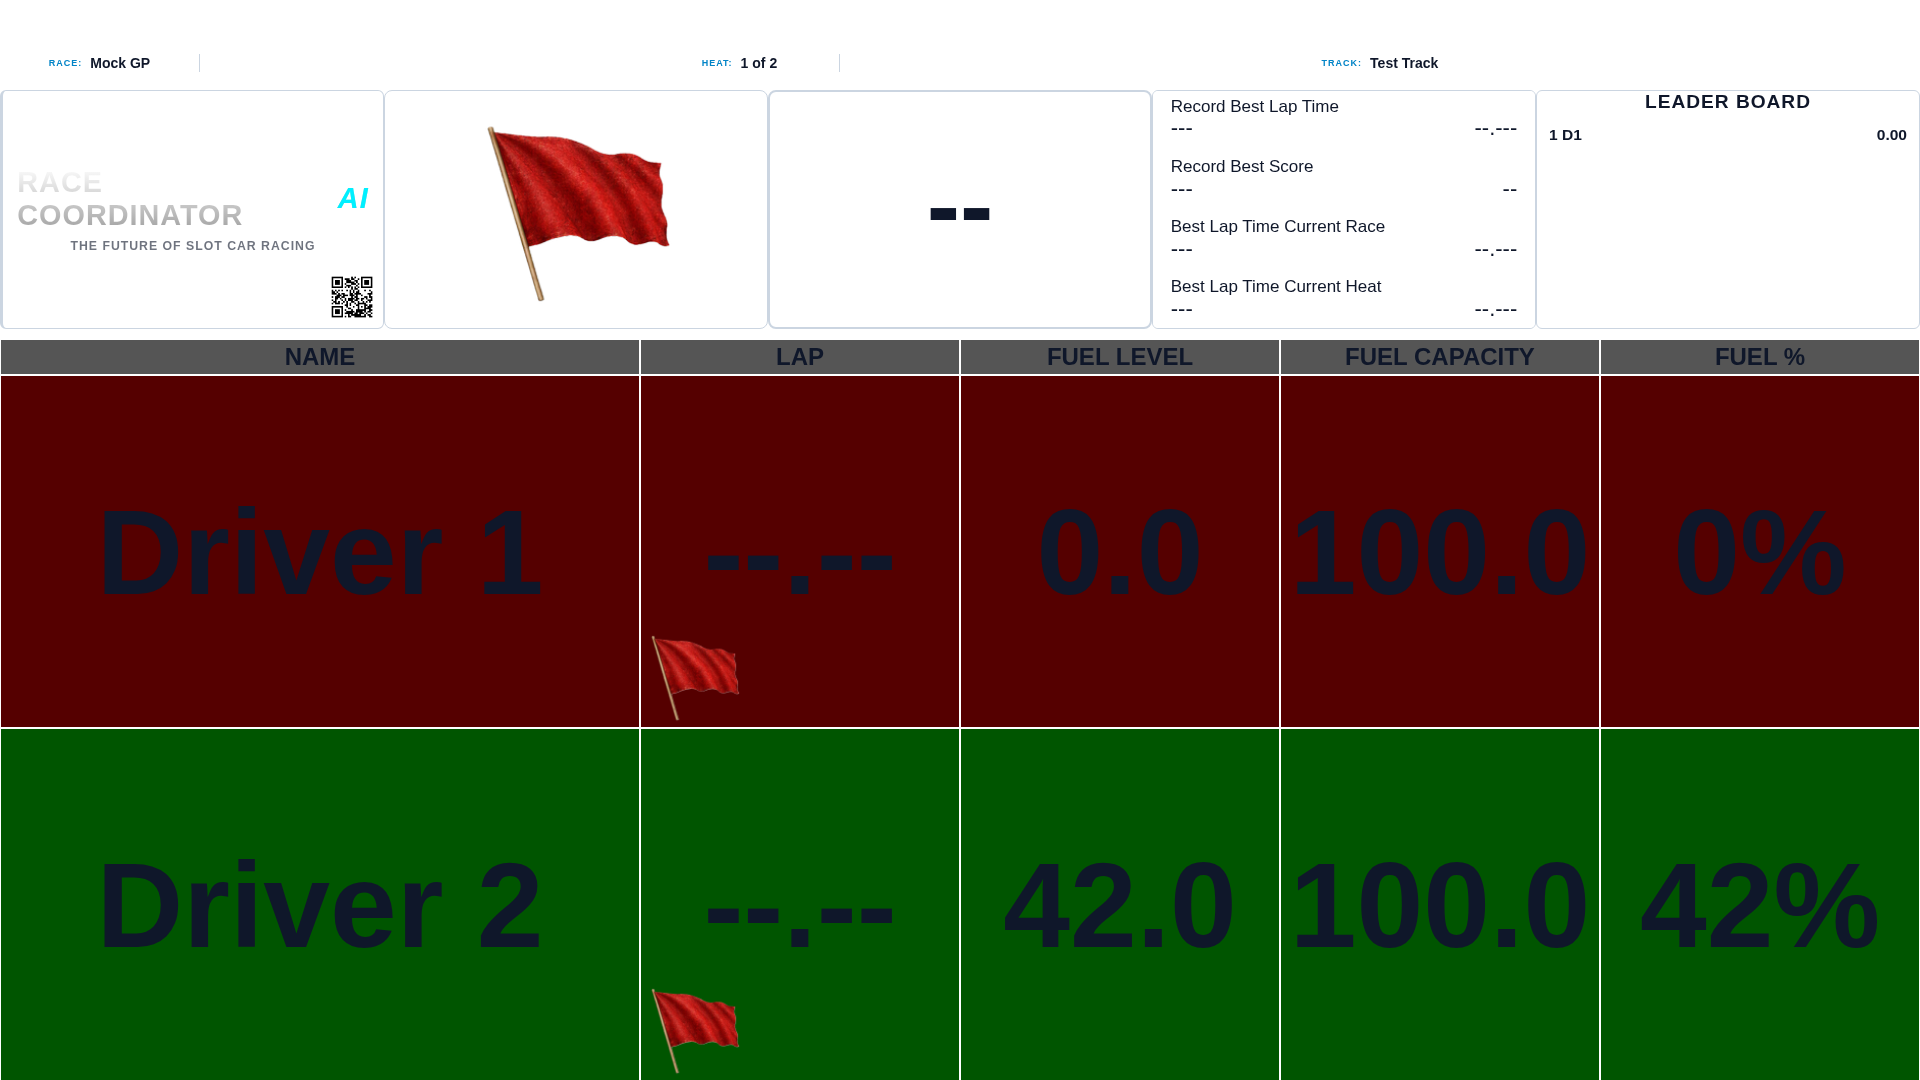 RACE: Mock GP
HEAT: 1 of 2
TRACK: Test Track
RACE
COORDINATOR
AI
THE FUTURE OF SLOT CAR RACING
--
Record Best Lap Time
--- --.---
Record Best Score
--- --
Best Lap Time Current Race
--- --.---
Best Lap Time Current Heat
--- --.---
LEADER BOARD
1 D1 0.00
NAME LAP FUEL LEVEL FUEL CAPACITY FUEL %
Driver 1 --.-- 0.0 100.0 0%
Driver 2 --.-- 42.0 100.0 42%